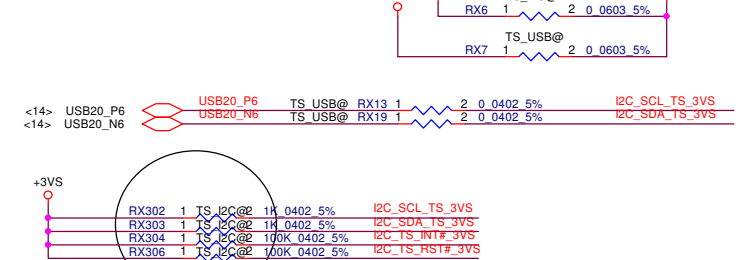 RX6 1 2 0_0603_5%
TS_USB@
RX7 1 2 0_0603_5%
<14> USB20_P6 USB20_P6 TS_USB@ RX13 1 2 0_0402_5% I2C_SCL_TS_3VS
<14> USB20_N6 USB20_N6 TS_USB@ RX19 1 2 0_0402_5% I2C_SDA_TS_3VS
+3VS
RX302 1 TS_I2C@2 1K_0402_5% I2C_SCL_TS_3VS
RX303 1 TS_I2C@2 1K_0402_5% I2C_SDA_TS_3VS
RX304 1 TS_I2C@2 100K_0402_5% I2C_TS_INT#_3VS
RX306 1 TS_I2C@2 100K_0402_5% I2C_TS_RST#_3VS